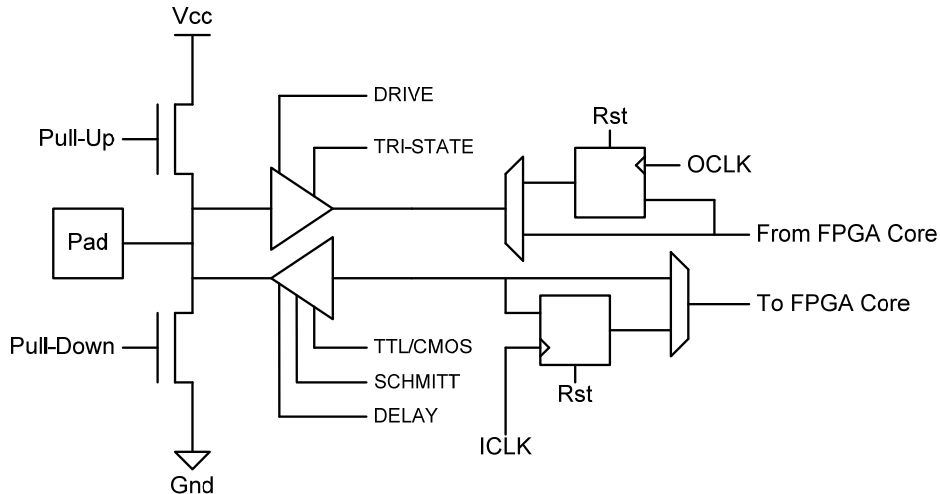 Vcc
DRIVE
Rst
Pull-Up
TRI-STATE
OCLK
Pad
From FPGA Core
To FPGA Core
Pull-Down
TTL/CMOS
SCHMITT
Rst
DELAY
ICLK
Gnd